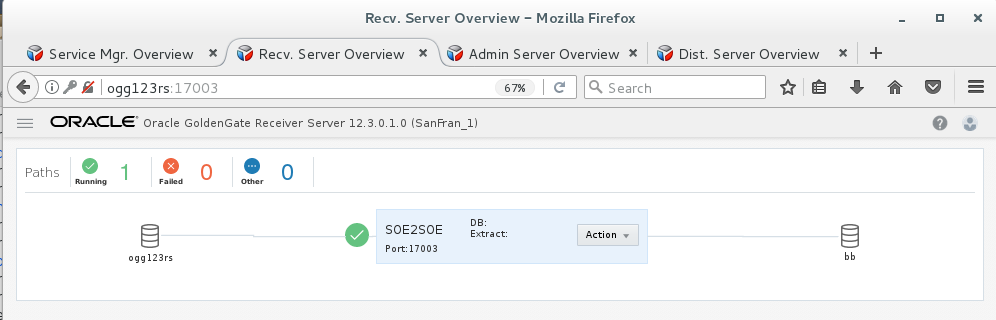 Recv. Server Overview – Mozilla Firefox
Service Mgr. Overview
Recv. Server Overview
Admin Server Overview
Dist. Server Overview
ogg123rs:17003
67%
Search
ORACLE Oracle GoldenGate Receiver Server 12.3.0.1.0 (SanFran_1)
Paths
Running
1
Failed
0
Other
0
SOE2SOE
DB:
Extract:
Port:17003
Action
ogg123rs
bb